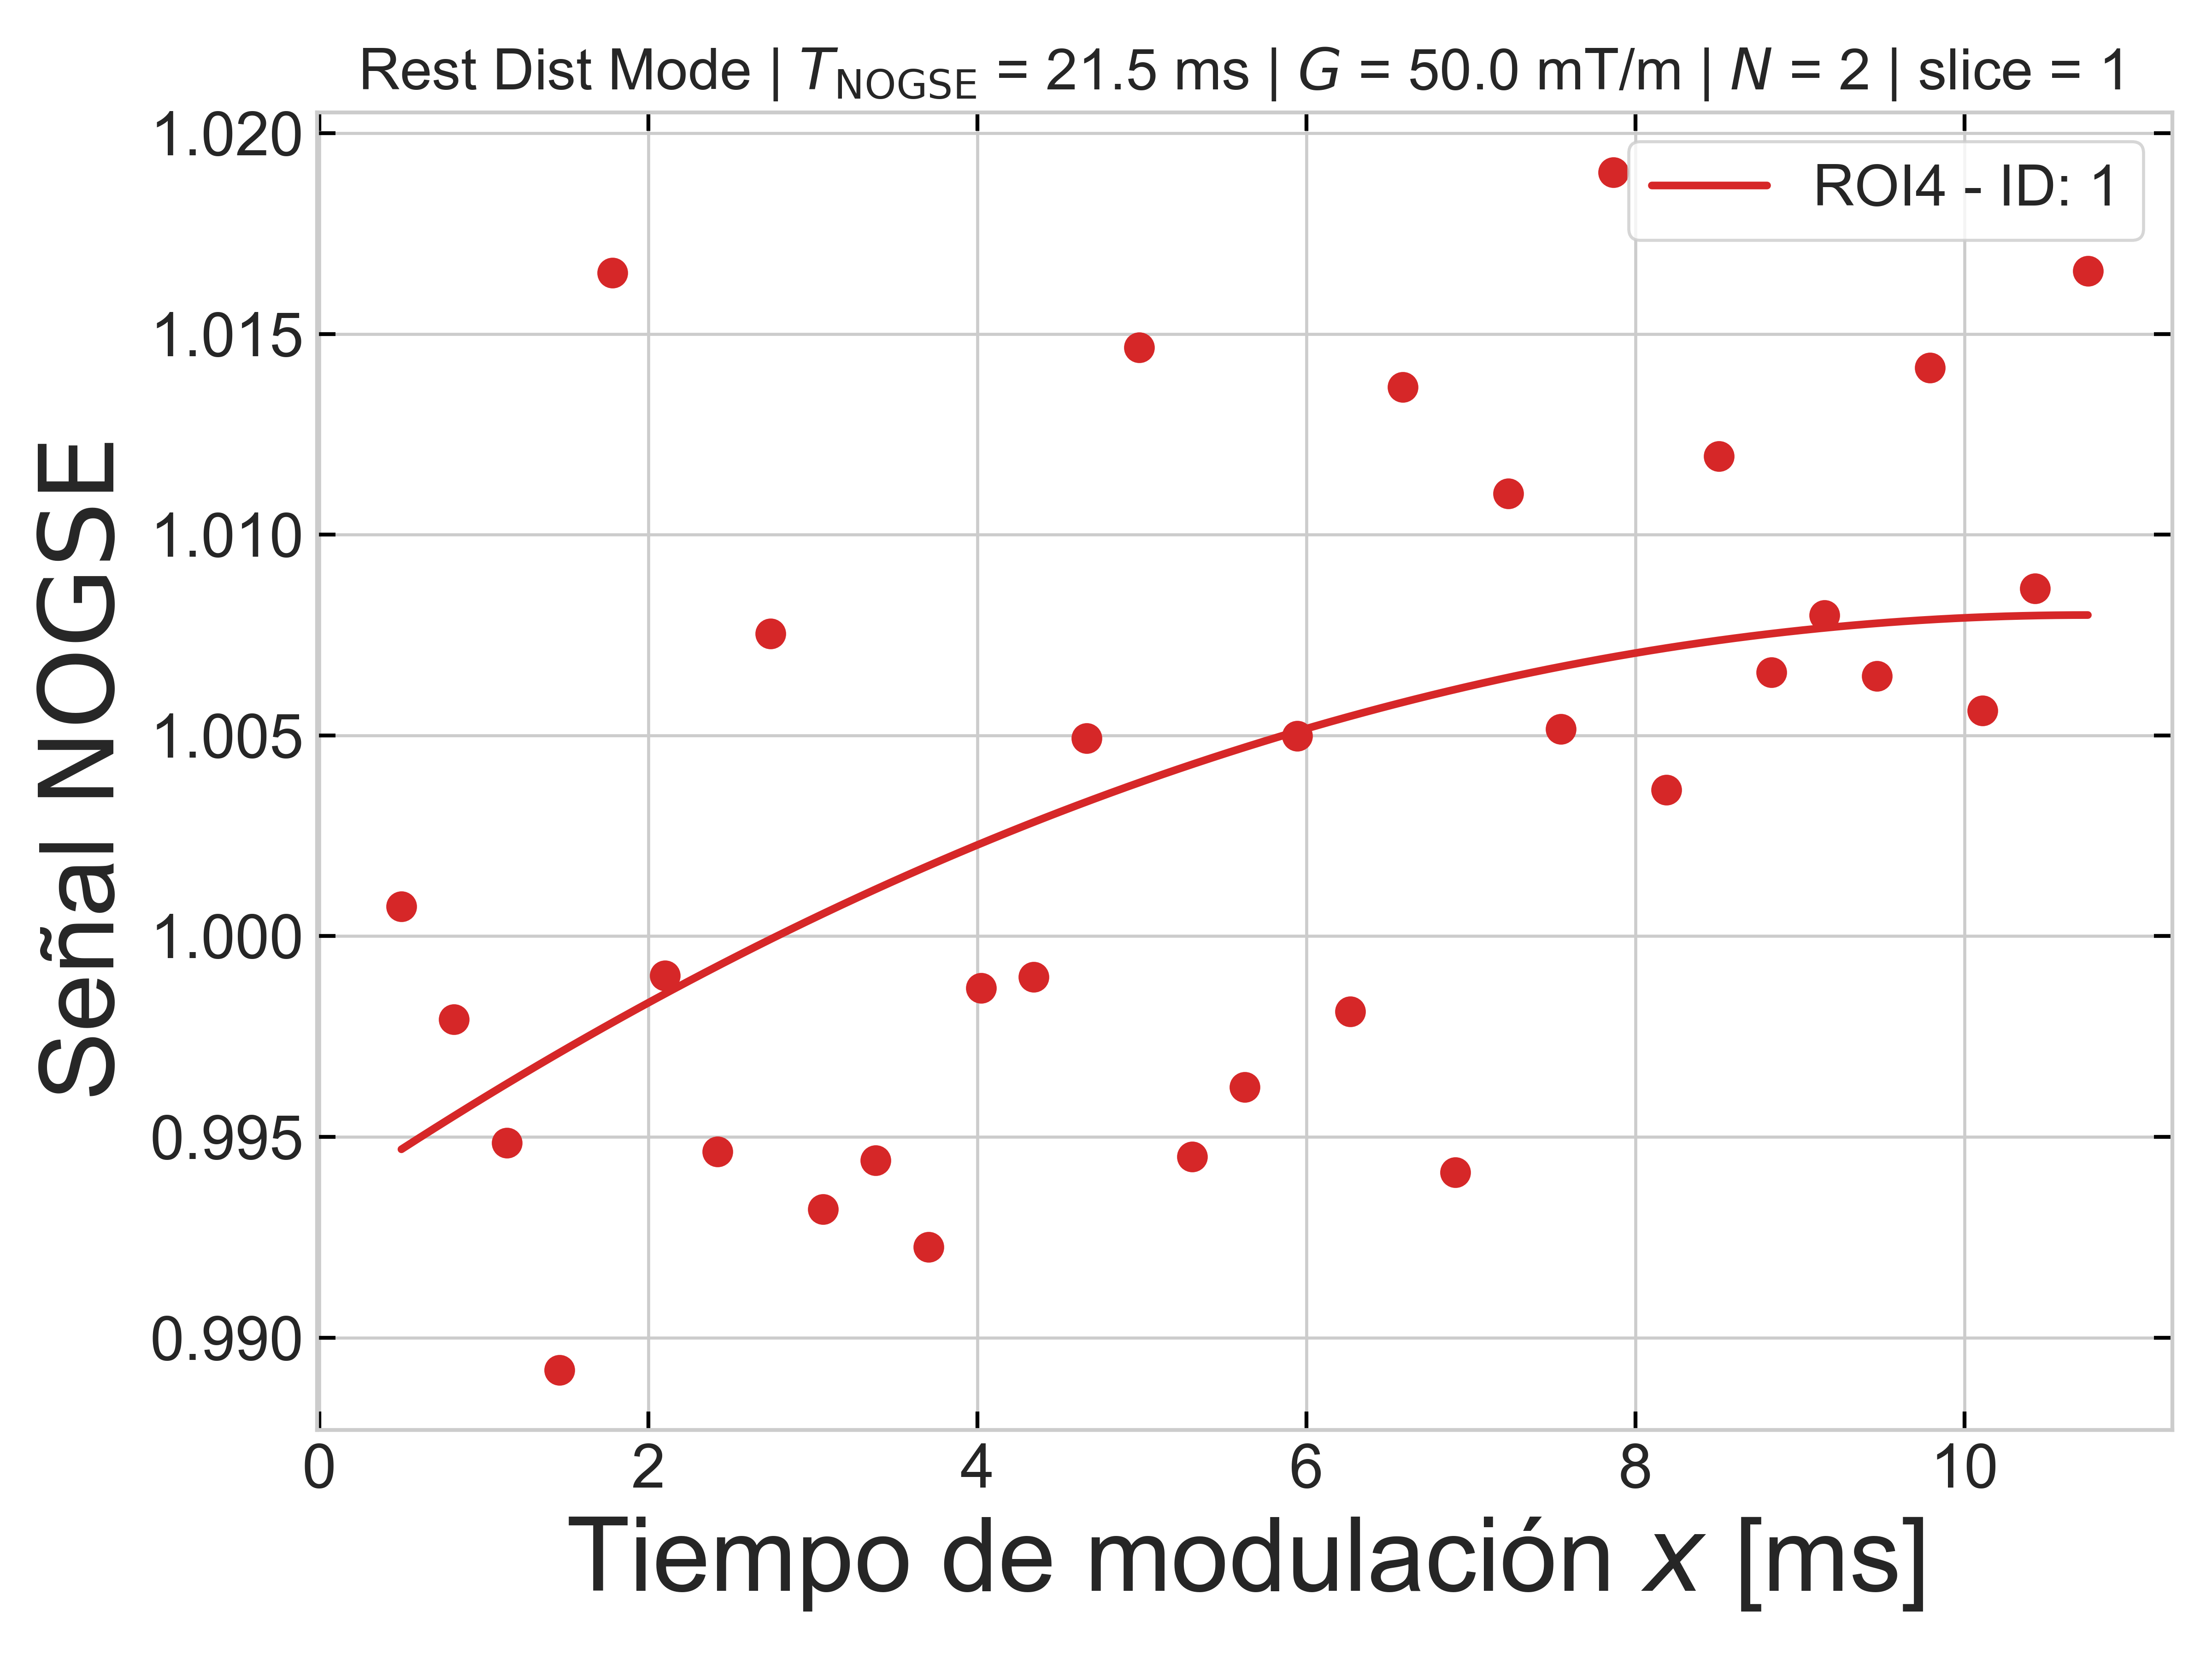 Rest Dist Mode | T_NOGSE = 21.5 ms | G = 50.0 mT/m | N = 2 | slice = 1
1.020
1.015
1.010
1.005
1.000
0.995
0.990
Señal NOGSE
ROI4 - ID: 1
0 2 4 6 8 10
Tiempo de modulación x [ms]